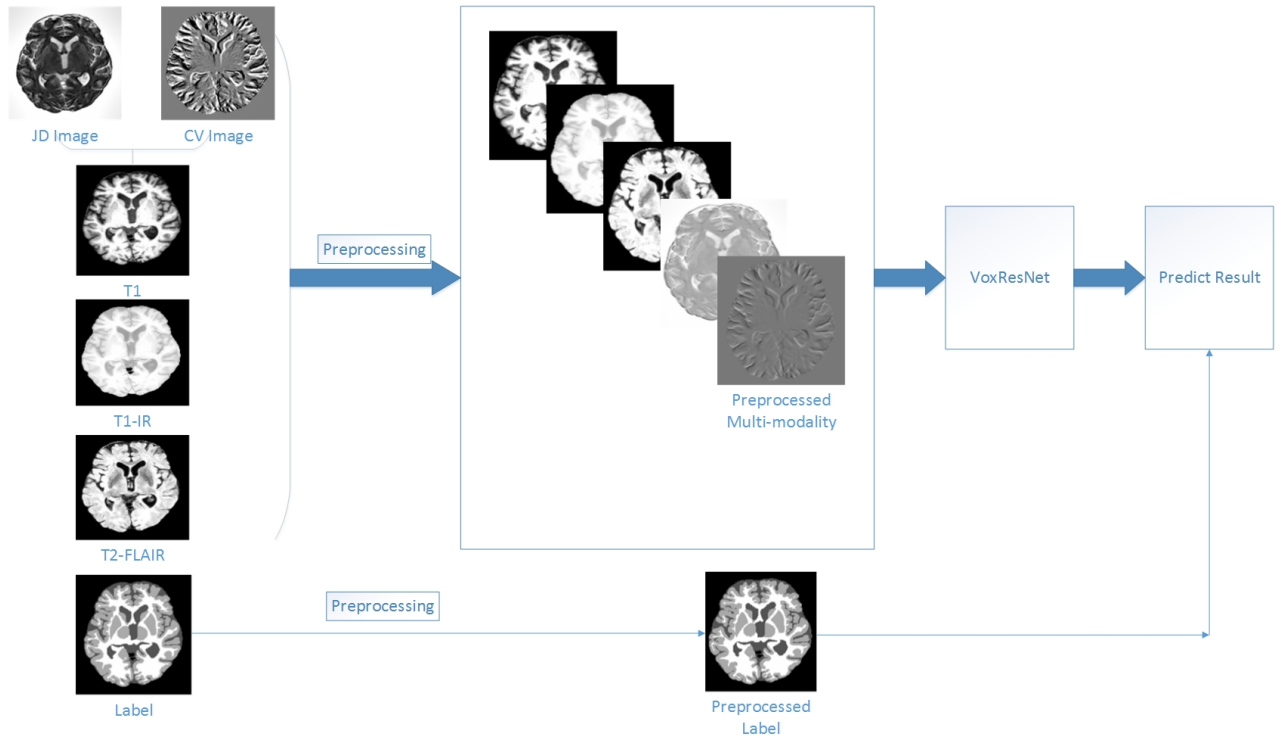 JD Image
CV Image
T1
T1-IR
T2-FLAIR
Label
Preprocessing
Preprocessing
Preprocessed
Multi-modality
Preprocessed
Label
VoxResNet
Predict Result